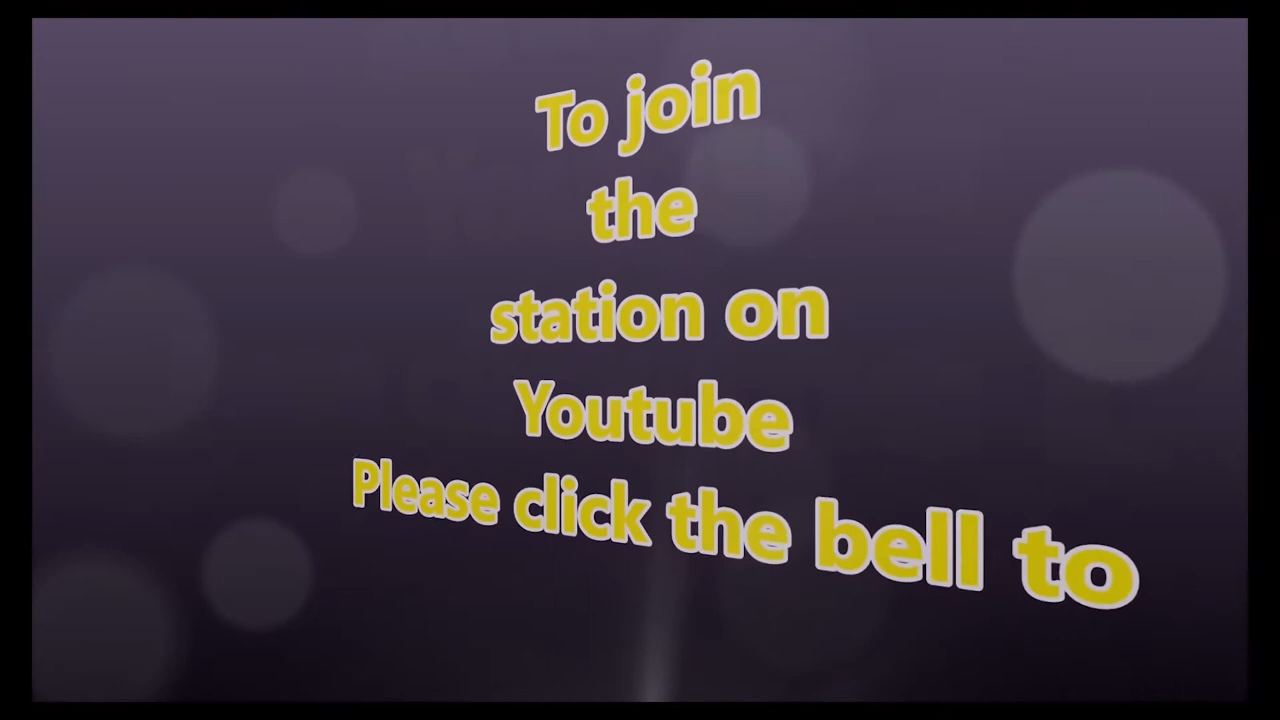 To join
the
station on
Youtube
Please click the bell to